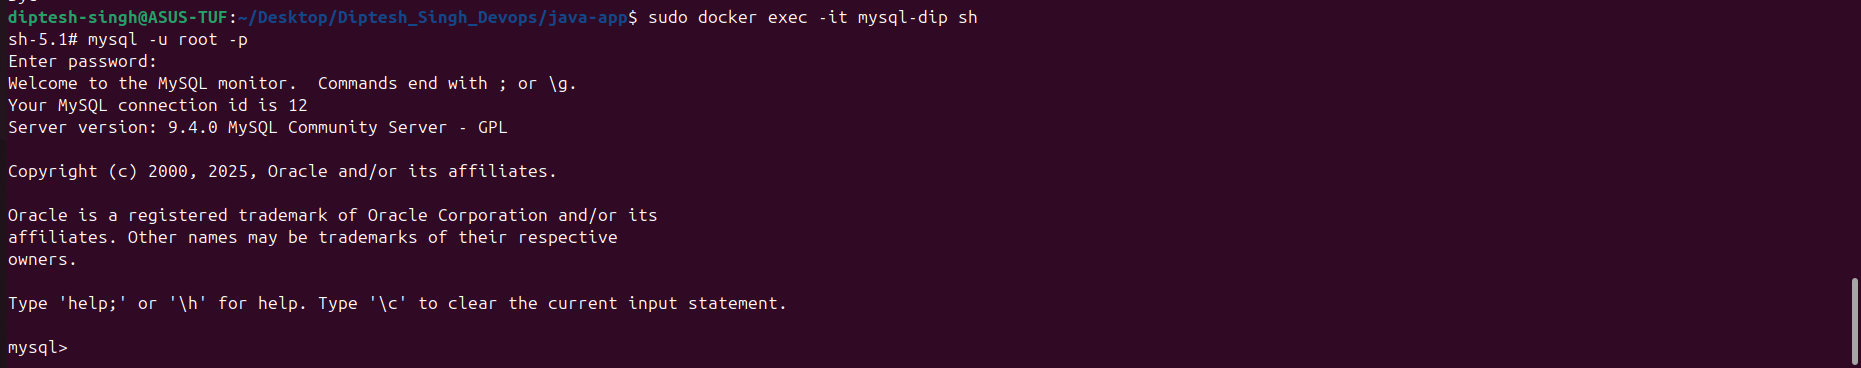 diptesh-singh@ASUS-TUF:~/Desktop/Diptesh_Singh_Devops/java-app$ sudo docker exec -it mysql-dip sh
sh-5.1# mysql -u root -p
Enter password:
Welcome to the MySQL monitor.  Commands end with ; or \g.
Your MySQL connection id is 12
Server version: 9.4.0 MySQL Community Server - GPL

Copyright (c) 2000, 2025, Oracle and/or its affiliates.

Oracle is a registered trademark of Oracle Corporation and/or its
affiliates. Other names may be trademarks of their respective
owners.

Type 'help;' or '\h' for help. Type '\c' to clear the current input statement.

mysql>